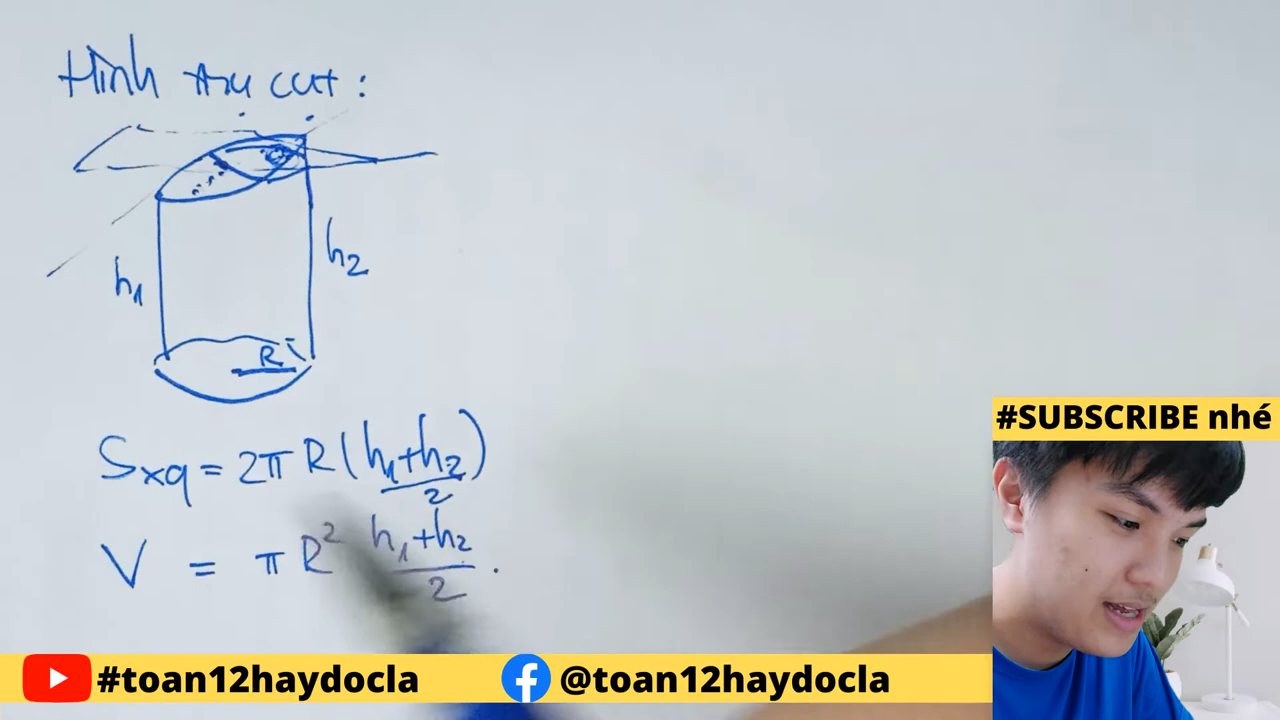 Hình trụ cụt:
h₁
h₂
R
Sxq = 2πR(h₁+h₂/2)
V = πR² h₁+h₂/2.
#SUBSCRIBE nhé
#toan12haydocla
@toan12haydocla